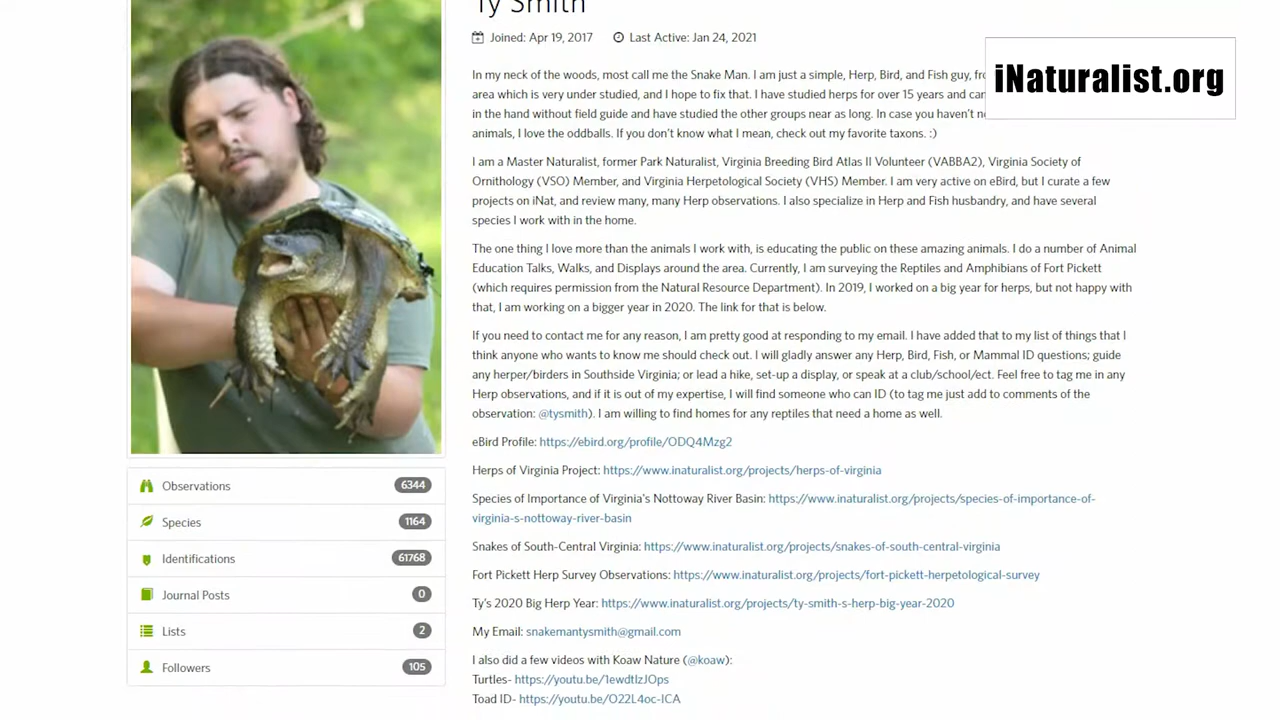 Ty Smith
Joined: Apr 19, 2017 Last Active: Jan 24, 2021
iNaturalist.org
In my neck of the woods, most call me the Snake Man. I am just a simple, Herp, Bird, and Fish guy,
area which is very under studied, and I hope to fix that. I have studied herps for over 15 years and
in the hand without field guide and have studied the other groups near as long. In case you haven't
animals, I love the oddballs. If you don't know what I mean, check out my favorite taxons. :)
I am a Master Naturalist, former Park Naturalist, Virginia Breeding Bird Atlas II Volunteer (VABBA2), Virginia Society of
Ornithology (VSO) Member, and Virginia Herpetological Society (VHS) Member. I am very active on eBird, but I curate a few
projects on iNat, and review many, many Herp observations. I also specialize in Herp and Fish husbandry, and have several
species I work with in the home.
The one thing I love more than the animals I work with, is educating the public on these amazing animals. I do a number of Animal
Education Talks, Walks, and Displays around the area. Currently, I am surveying the Reptiles and Amphibians of Fort Pickett
(which requires permission from the Natural Resource Department). In 2019, I worked on a big year for herps, but not happy with
that, I am working on a bigger year in 2020. The link for that is below.
If you need to contact me for any reason, I am pretty good at responding to my email. I have added that to my list of things that I
think anyone who wants to know me should check out. I will gladly answer any Herp, Bird, Fish, or Mammal ID questions; guide
any herper/birders in Southside Virginia; or lead a hike, set-up a display, or speak at a club/school/ect. Feel free to tag me in any
Herp observations, and if it is out of my expertise, I will find someone who can ID (to tag me just add to comments of the
observation: @tysmith). I am willing to find homes for any reptiles that need a home as well.
eBird Profile: https://ebird.org/profile/ODQ4Mzg2
Herps of Virginia Project: https://www.inaturalist.org/projects/herps-of-virginia
Species of Importance of Virginia's Nottoway River Basin: https://www.inaturalist.org/projects/species-of-importance-of-
virginia-s-nottoway-river-basin
Snakes of South-Central Virginia: https://www.inaturalist.org/projects/snakes-of-south-central-virginia
Fort Pickett Herp Survey Observations: https://www.inaturalist.org/projects/fort-pickett-herpetological-survey
Ty's 2020 Big Herp Year: https://www.inaturalist.org/projects/ty-smith-s-herp-big-year-2020
My Email: snakemantysmith@gmail.com
I also did a few videos with Koaw Nature (@koaw):
Turtles- https://youtu.be/1ewdtlzJOps
Toad ID- https://youtu.be/O22L4oc-ICA
Observations 6344
Species 1164
Identifications 61768
Journal Posts 0
Lists 2
Followers 105